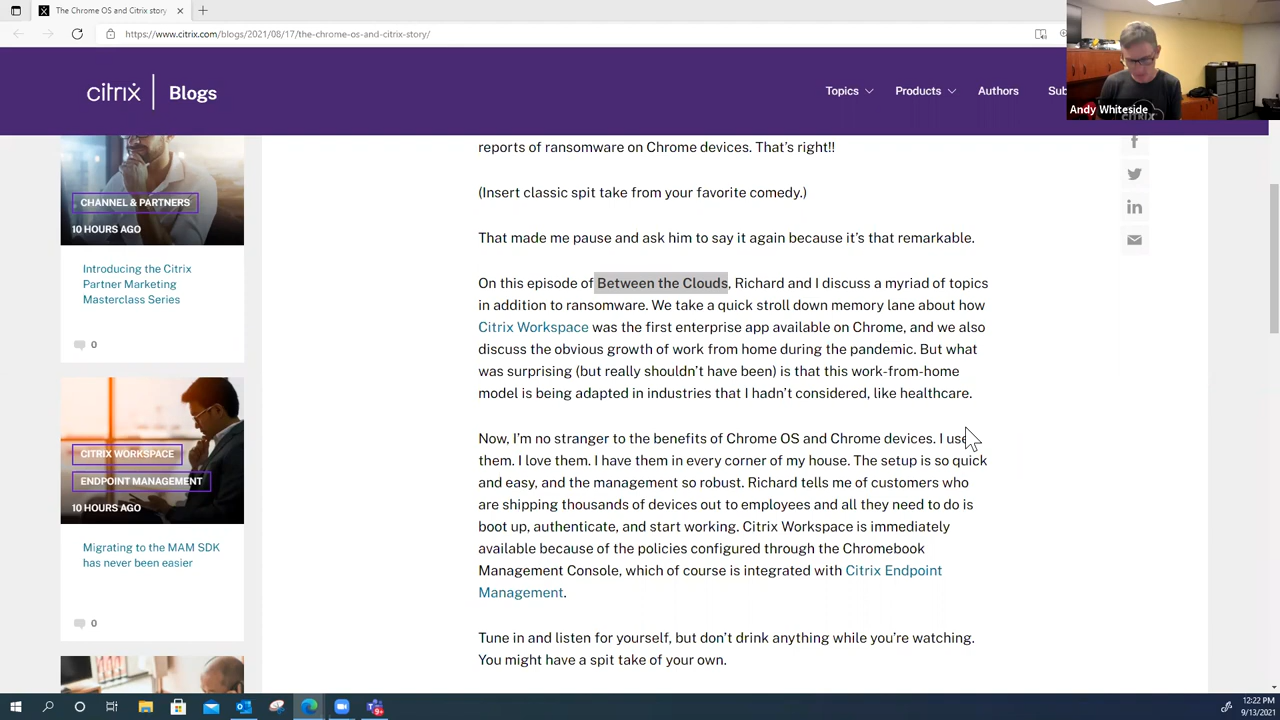 The Chrome OS and Citrix story
https://www.citrix.com/blogs/2021/08/17/the-chrome-os-and-citrix-story/
citrix | Blogs
Topics
Products
Authors
Andy Whiteside
CITRIX
CHANNEL & PARTNERS
10 HOURS AGO
Introducing the Citrix
Partner Marketing
Masterclass Series
0
CITRIX WORKSPACE
ENDPOINT MANAGEMENT
10 HOURS AGO
Migrating to the MAM SDK
has never been easier
0
reports of ransomware on Chrome devices. That's right!!
(Insert classic spit take from your favorite comedy.)
That made me pause and ask him to say it again because it's that remarkable.
On this episode of Between the Clouds, Richard and I discuss a myriad of topics
in addition to ransomware. We take a quick stroll down memory lane about how
Citrix Workspace was the first enterprise app available on Chrome, and we also
discuss the obvious growth of work from home during the pandemic. But what
was surprising (but really shouldn't have been) is that this work-from-home
model is being adapted in industries that I hadn't considered, like healthcare.
Now, I'm no stranger to the benefits of Chrome OS and Chrome devices. I use
them. I love them. I have them in every corner of my house. The setup is so quick
and easy, and the management so robust. Richard tells me of customers who
are shipping thousands of devices out to employees and all they need to do is
boot up, authenticate, and start working. Citrix Workspace is immediately
available because of the policies configured through the Chromebook
Management Console, which of course is integrated with Citrix Endpoint
Management.
Tune in and listen for yourself, but don't drink anything while you're watching.
You might have a spit take of your own.
12:22 PM
9/13/2021